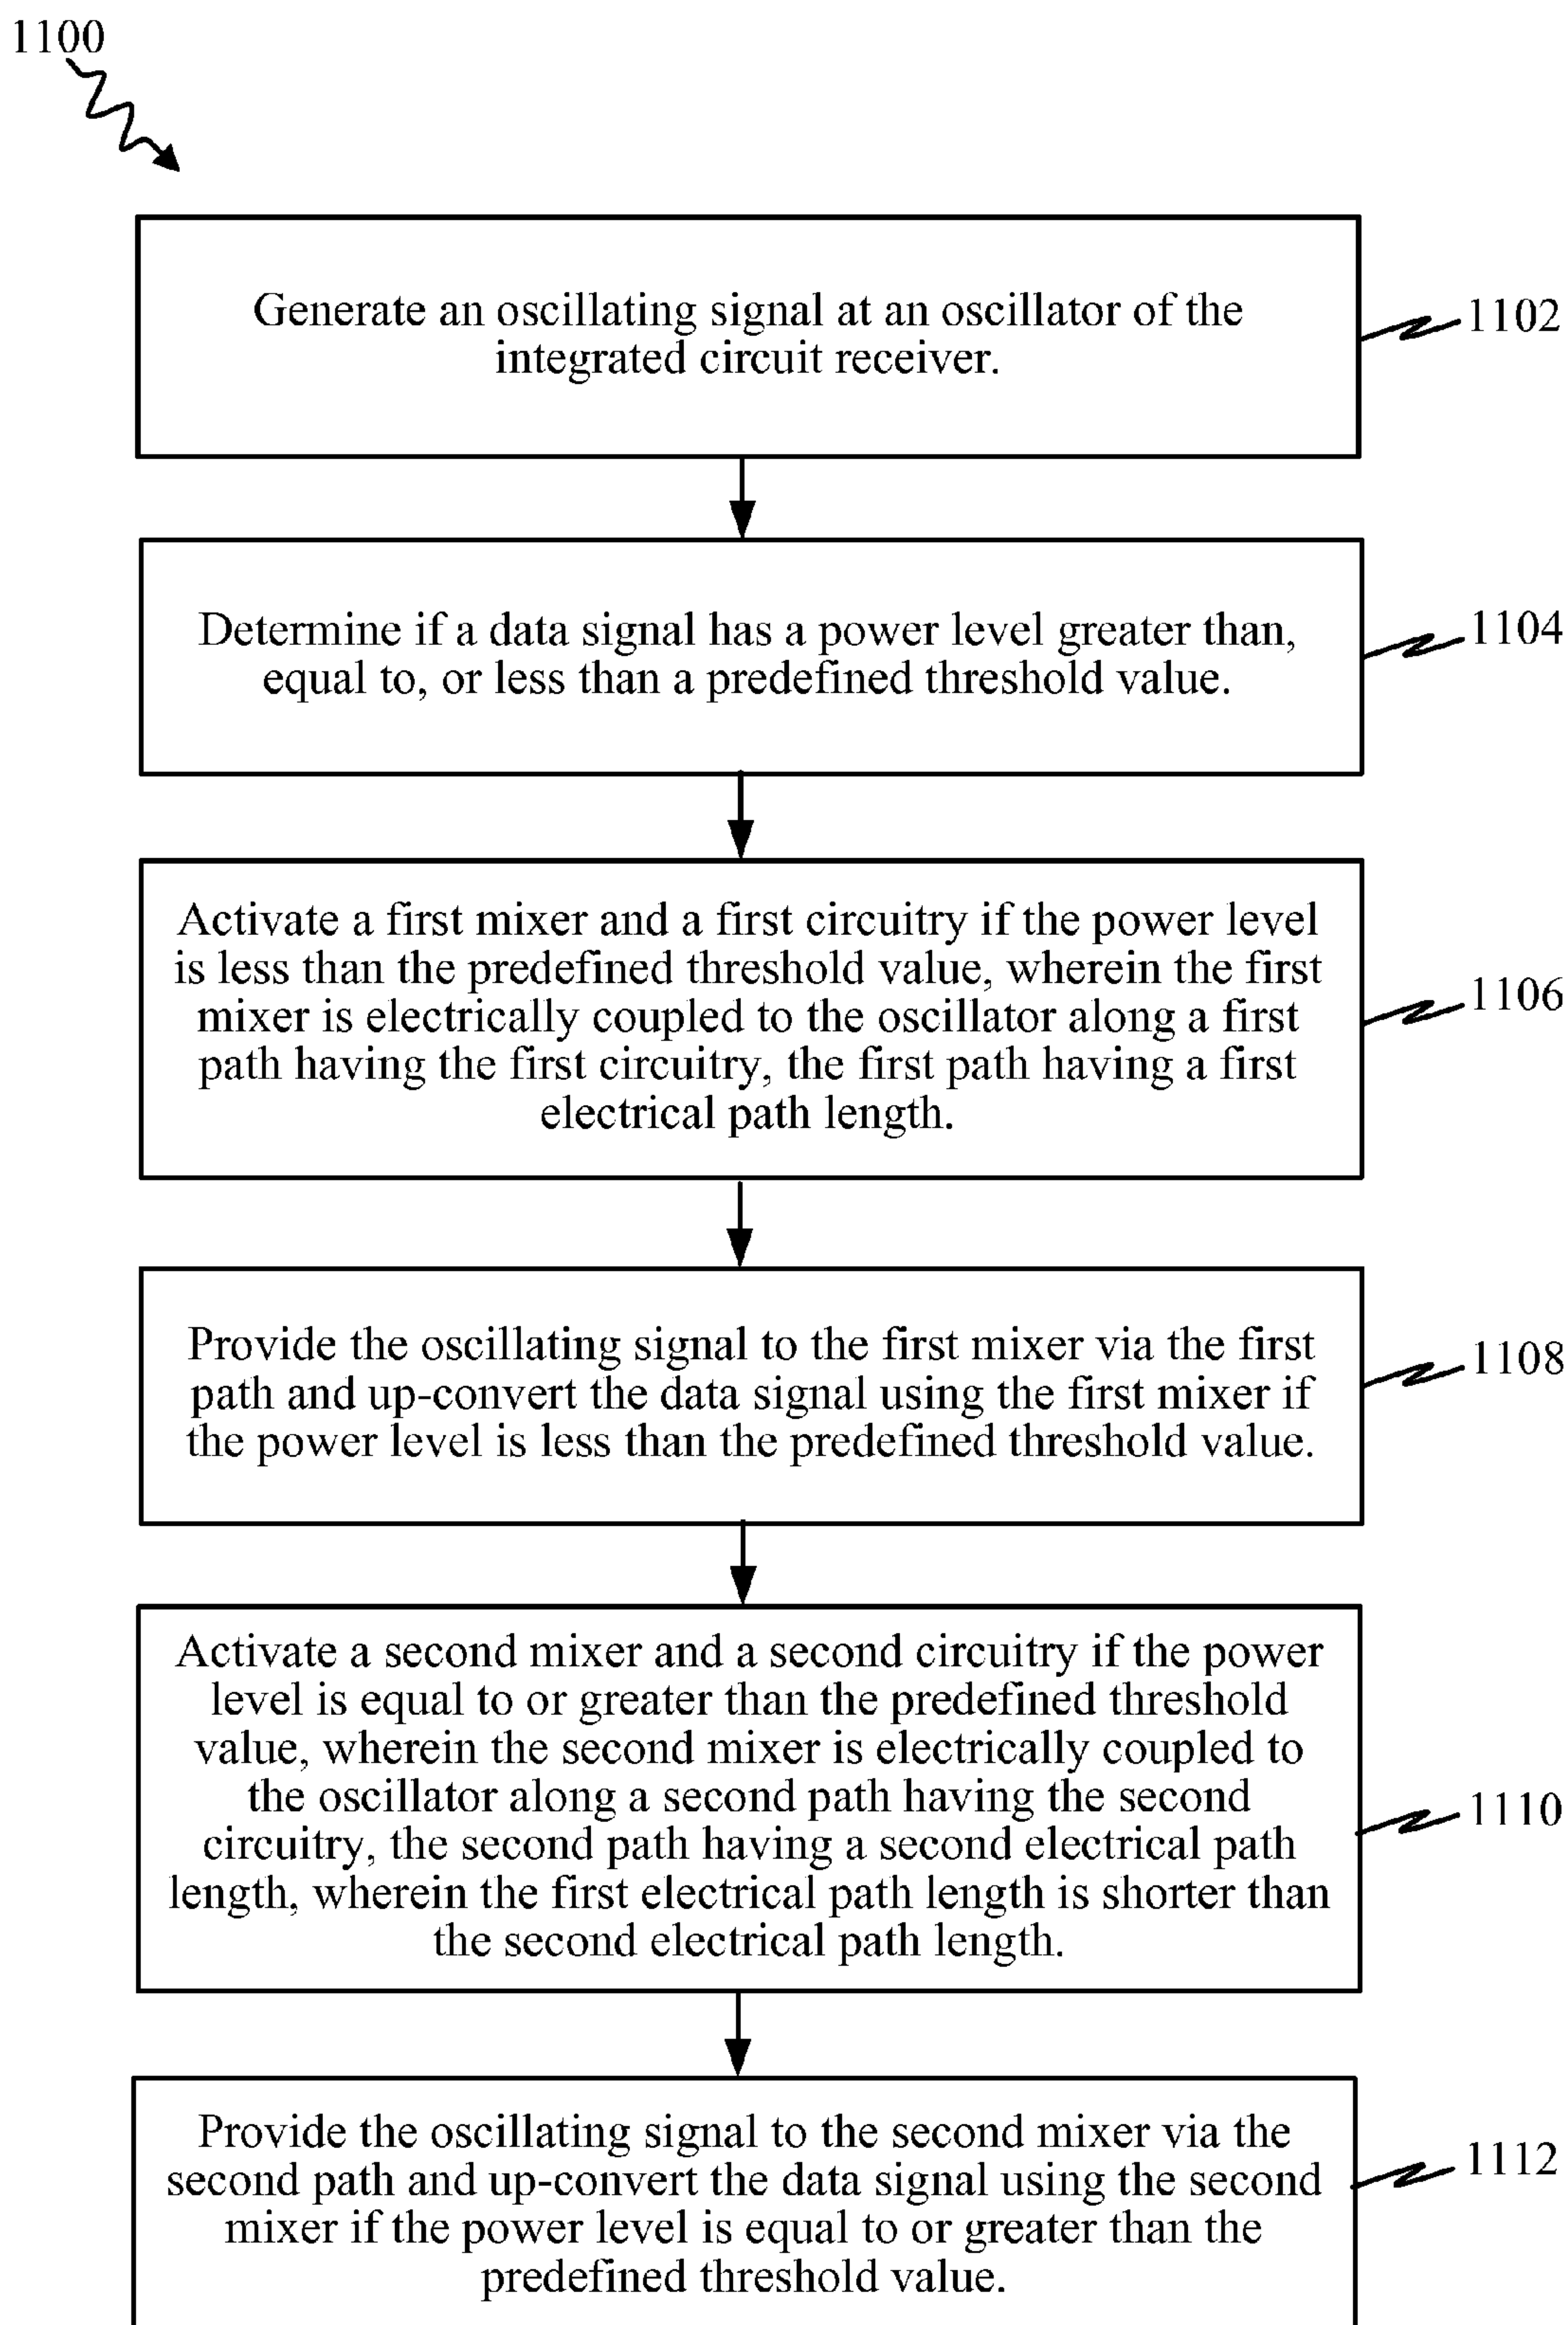 1100
Generate an oscillating signal at an oscillator of the
integrated circuit receiver.
1102
Determine if a data signal has a power level greater than,
equal to, or less than a predefined threshold value.
1104
Activate a first mixer and a first circuitry if the power level
is less than the predefined threshold value, wherein the first
mixer is electrically coupled to the oscillator along a first
path having the first circuitry, the first path having a first
electrical path length.
1106
Provide the oscillating signal to the first mixer via the first
path and up-convert the data signal using the first mixer if
the power level is less than the predefined threshold value.
1108
Activate a second mixer and a second circuitry if the power
level is equal to or greater than the predefined threshold
value, wherein the second mixer is electrically coupled to
the oscillator along a second path having the second
circuitry, the second path having a second electrical path
length, wherein the first electrical path length is shorter than
the second electrical path length.
1110
Provide the oscillating signal to the second mixer via the
second path and up-convert the data signal using the second
mixer if the power level is equal to or greater than the
predefined threshold value.
1112